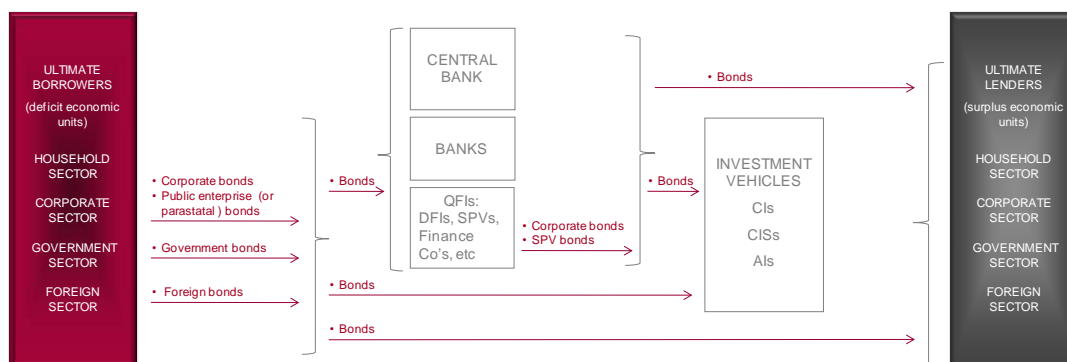 ULTIMATE
BORROWERS
(deficit economic
units)
HOUSEHOLD
SECTOR
CORPORATE
SECTOR
GOVERNMENT
SECTOR
FOREIGN
SECTOR
• Corporate bonds
• Public enterprise (or
parastatal) bonds
• Government bonds
• Foreign bonds
• Bonds
CENTRAL
BANK
BANKS
QFIs:
DFIs, SPVs,
Finance
Co's, etc
• Corporate bonds
• SPV bonds
• Bonds
• Bonds
• Bonds
• Bonds
INVESTMENT
VEHICLES
CIs
CISs
AIs
ULTIMATE
LENDERS
(surplus economic
units)
HOUSEHOLD
SECTOR
CORPORATE
SECTOR
GOVERNMENT
SECTOR
FOREIGN
SECTOR